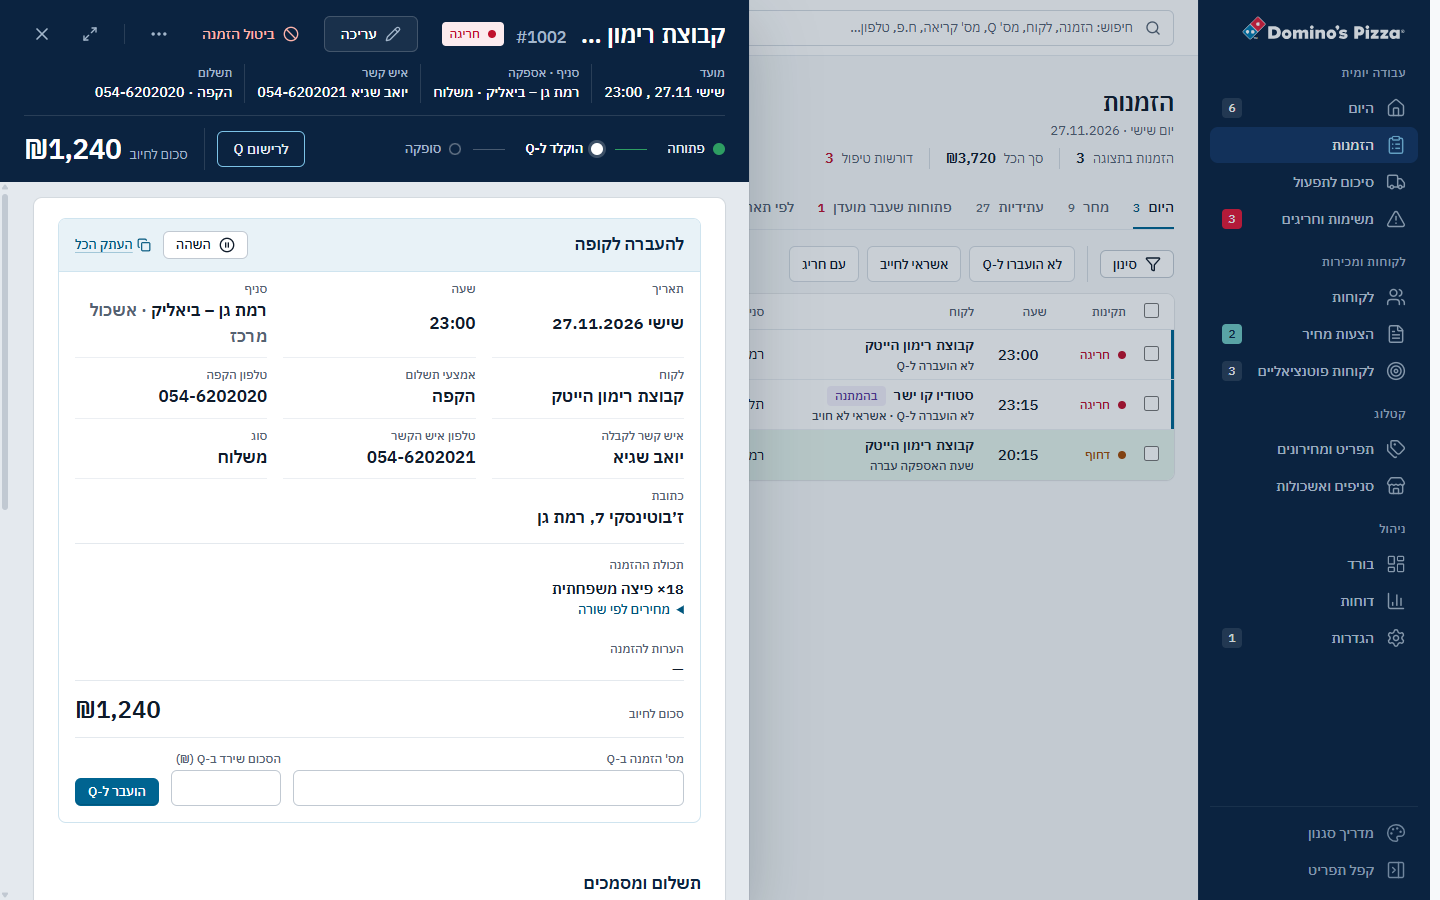 Domino's Pizza
עבודה יומית
היום 6
הזמנות
סיכום לתפעול
משימות וחריגים 3
לקוחות ומכירות
לקוחות
הצעות מחיר 2
לקוחות פוטנציאליים 3
קטלוג
תפריט ומחירונים
סניפים ואשכולות
ניהול
בורד
דוחות
הגדרות 1
מדריך סגנון
קפל תפריט
חיפוש: הזמנה, לקוח, מס' Q, מס' קריאה, ח.פ, טלפון...
הזמנות
יום שישי · 27.11.2026
הזמנות בתצוגה 3 סך הכל ₪3,720 דורשות טיפול 3
היום 3 מחר 9 עתידיות 27 פתוחות שעבר מועדן 1 לפי תאר
סינון לא הועברו ל-Q אשראי לחייב עם חריג
תקינות שעה לקוח סני
חריגה 23:00 קבוצת רימון הייטק רמ
לא הועברה ל-Q
חריגה 23:15 סטודיו קו ישר בהמתנה תל
לא הועברה ל-Q · אשראי לא חויב
דחוף 20:15 קבוצת רימון הייטק רמ
שעת האספקה עברה
קבוצת רימון ... #1002 חריגה עריכה ביטול הזמנה
מועד סניף · אספקה איש קשר תשלום
שישי 27.11 , 23:00 רמת גן – ביאליק · משלוח יואב שגיא 054-6202021 הקפה · 054-6202020
פתוחה הוקלד ל-Q סופקה לרישום Q סכום לחיוב ₪1,240
להעברה לקופה השהה העתק הכל
תאריך שעה סניף
שישי 27.11.2026 23:00 רמת גן – ביאליק · אשכול
מרכז
לקוח אמצעי תשלום טלפון הקפה
קבוצת רימון הייטק הקפה 054-6202020
איש קשר לקבלה טלפון איש הקשר סוג
יואב שגיא 054-6202021 משלוח
כתובת
ז'בוטינסקי 7, רמת גן
תכולת ההזמנה
18× פיצה משפחתית
מחירים לפי שורה
הערות להזמנה
—
סכום לחיוב ₪1,240
מס' הזמנה ב-Q הסכום שירד ב-Q (₪)
הועבר ל-Q
תשלום ומסמכים